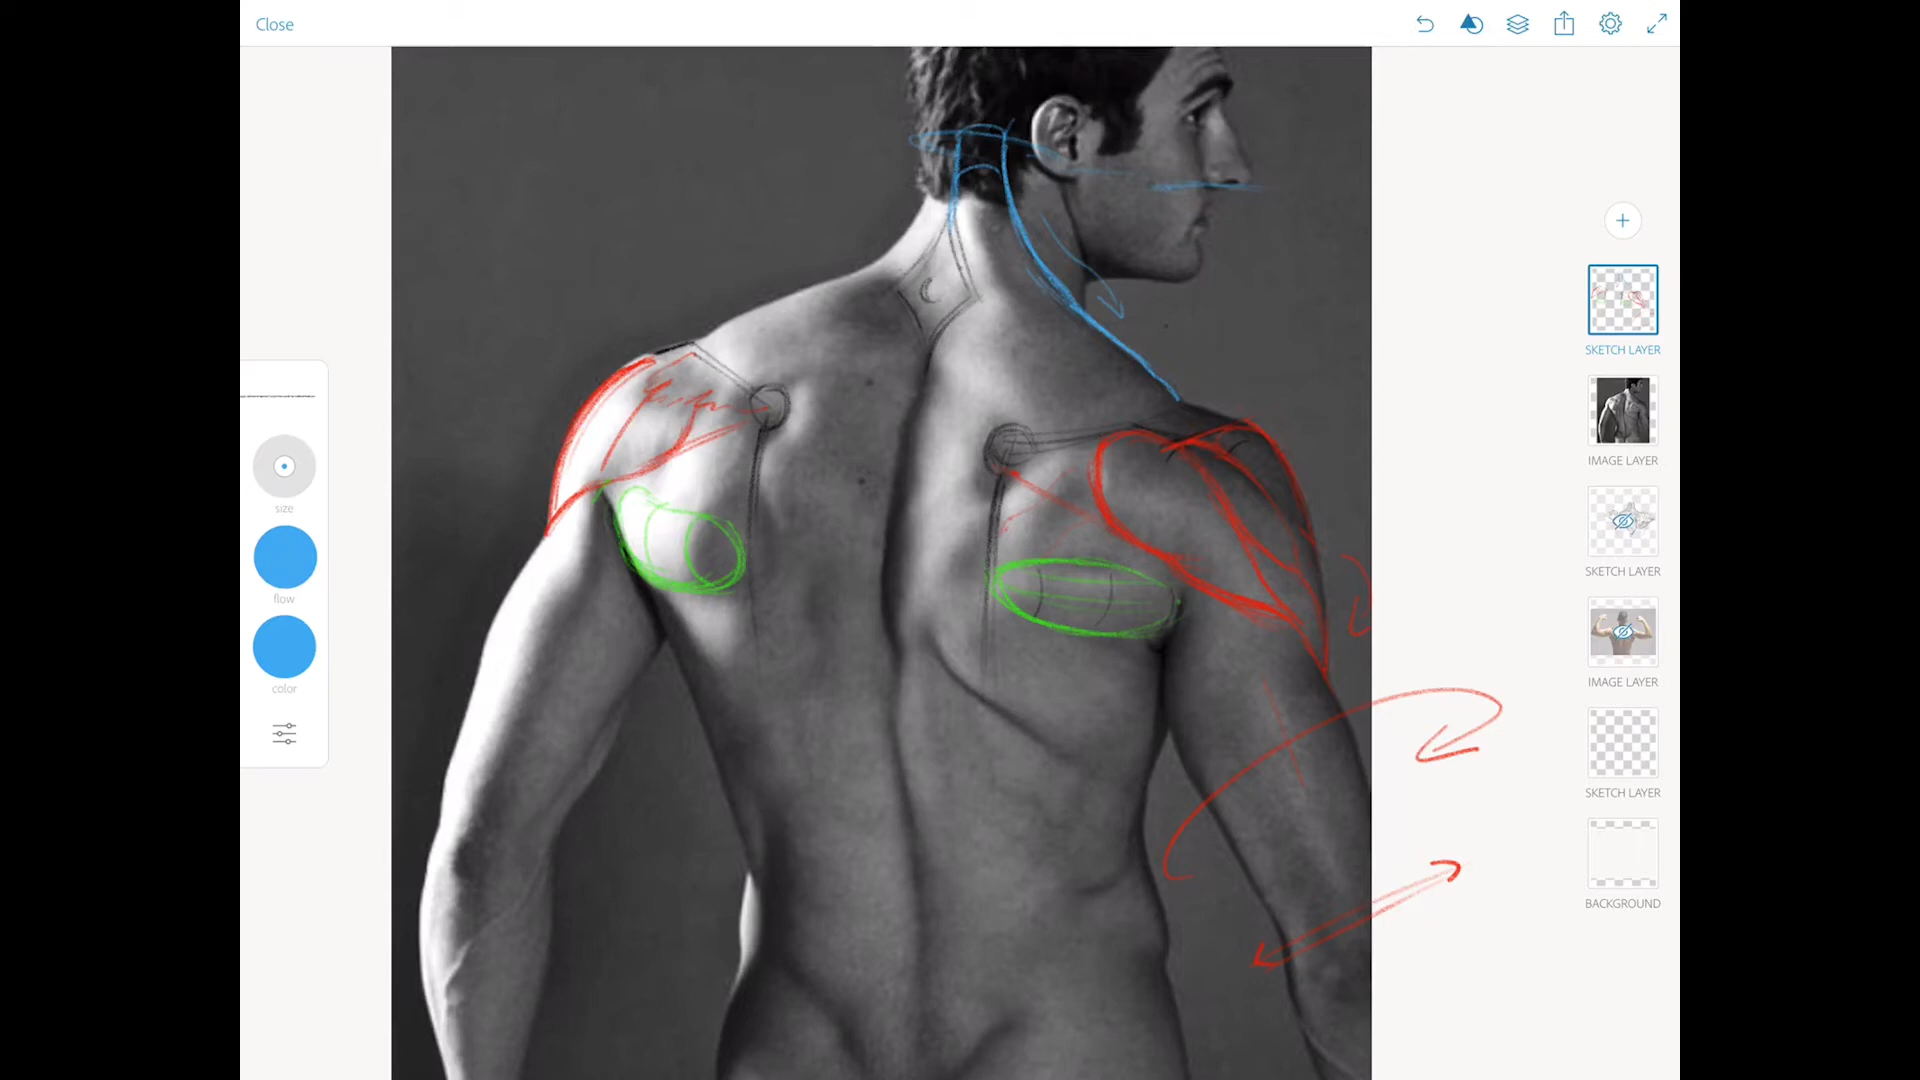 Close
size
flow
color
SKETCH LAYER
IMAGE LAYER
SKETCH LAYER
IMAGE LAYER
SKETCH LAYER
BACKGROUND